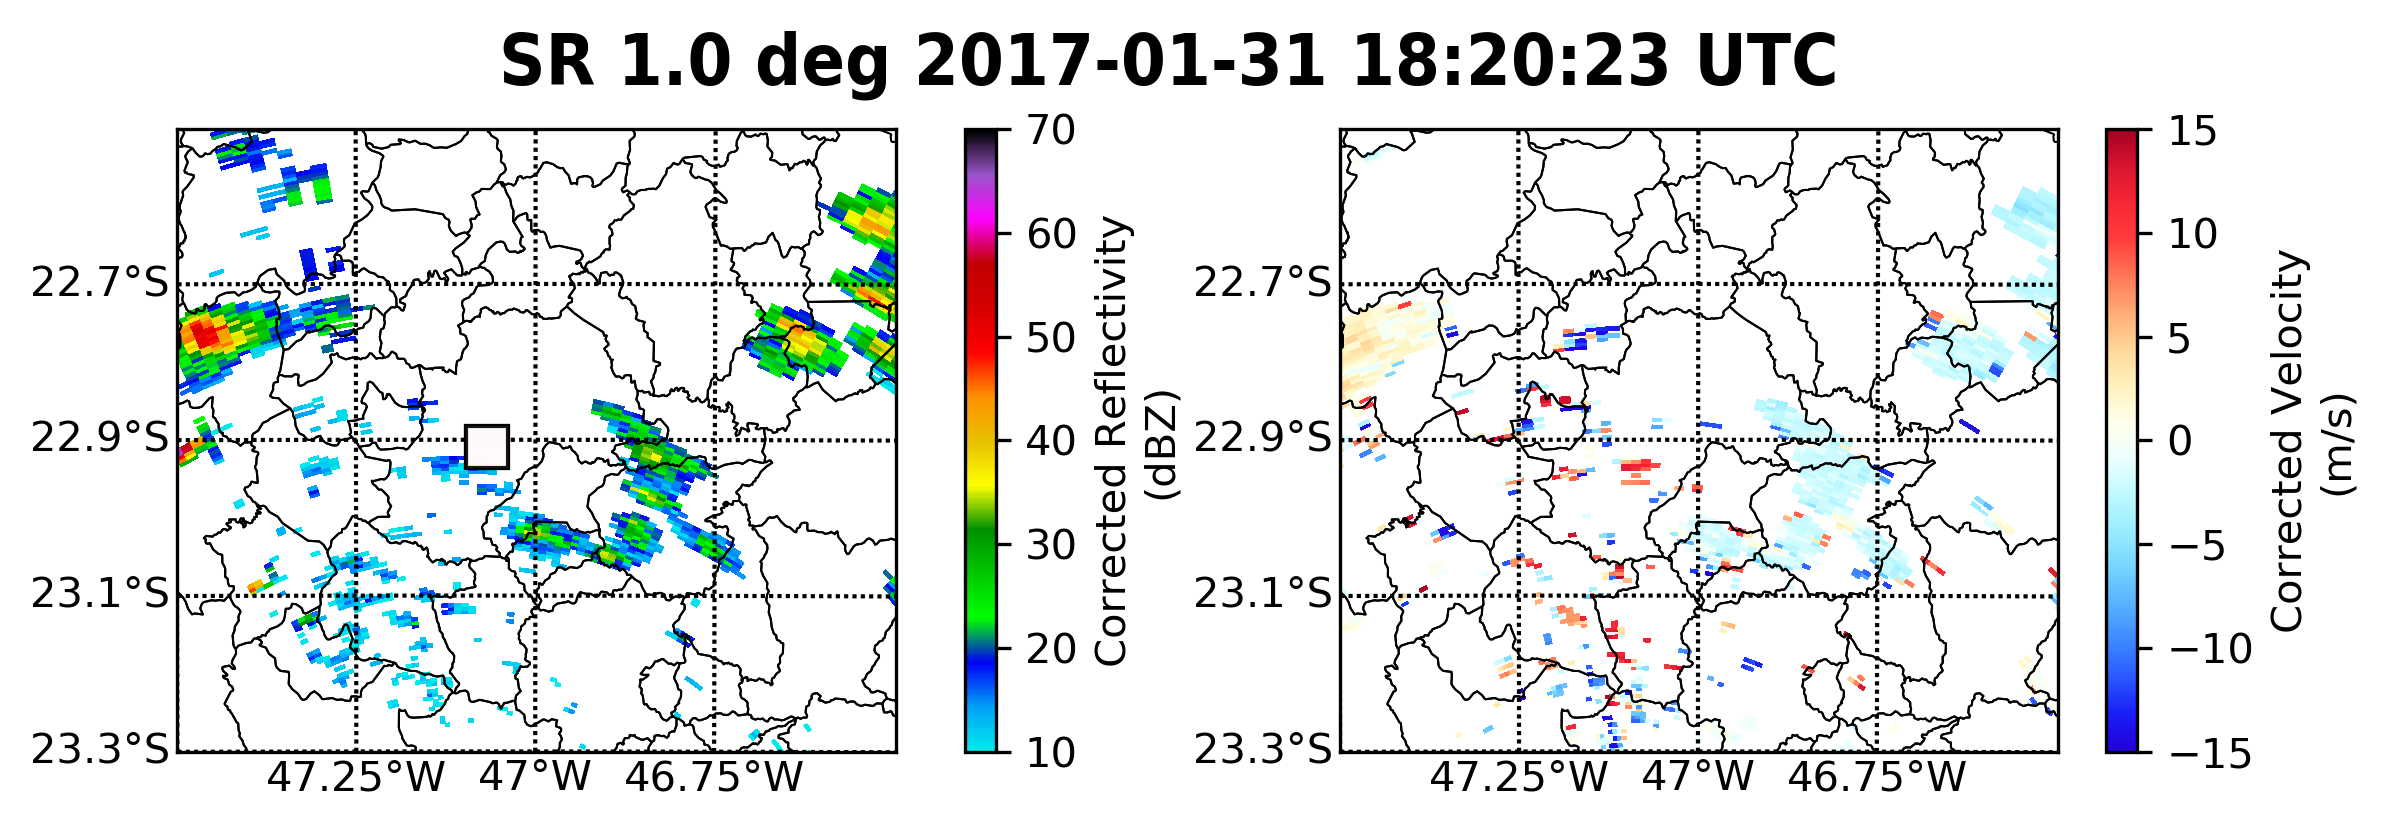 SR 1.0 deg 2017-01-31 18:20:23 UTC
22.7°S
22.9°S
23.1°S
23.3°S
47.25°W
47°W
46.75°W
70
60
50
40
30
20
10
Corrected Reflectivity
(dBZ)
22.7°S
22.9°S
23.1°S
23.3°S
47.25°W
47°W
46.75°W
15
10
5
0
−5
−10
−15
Corrected Velocity
(m/s)